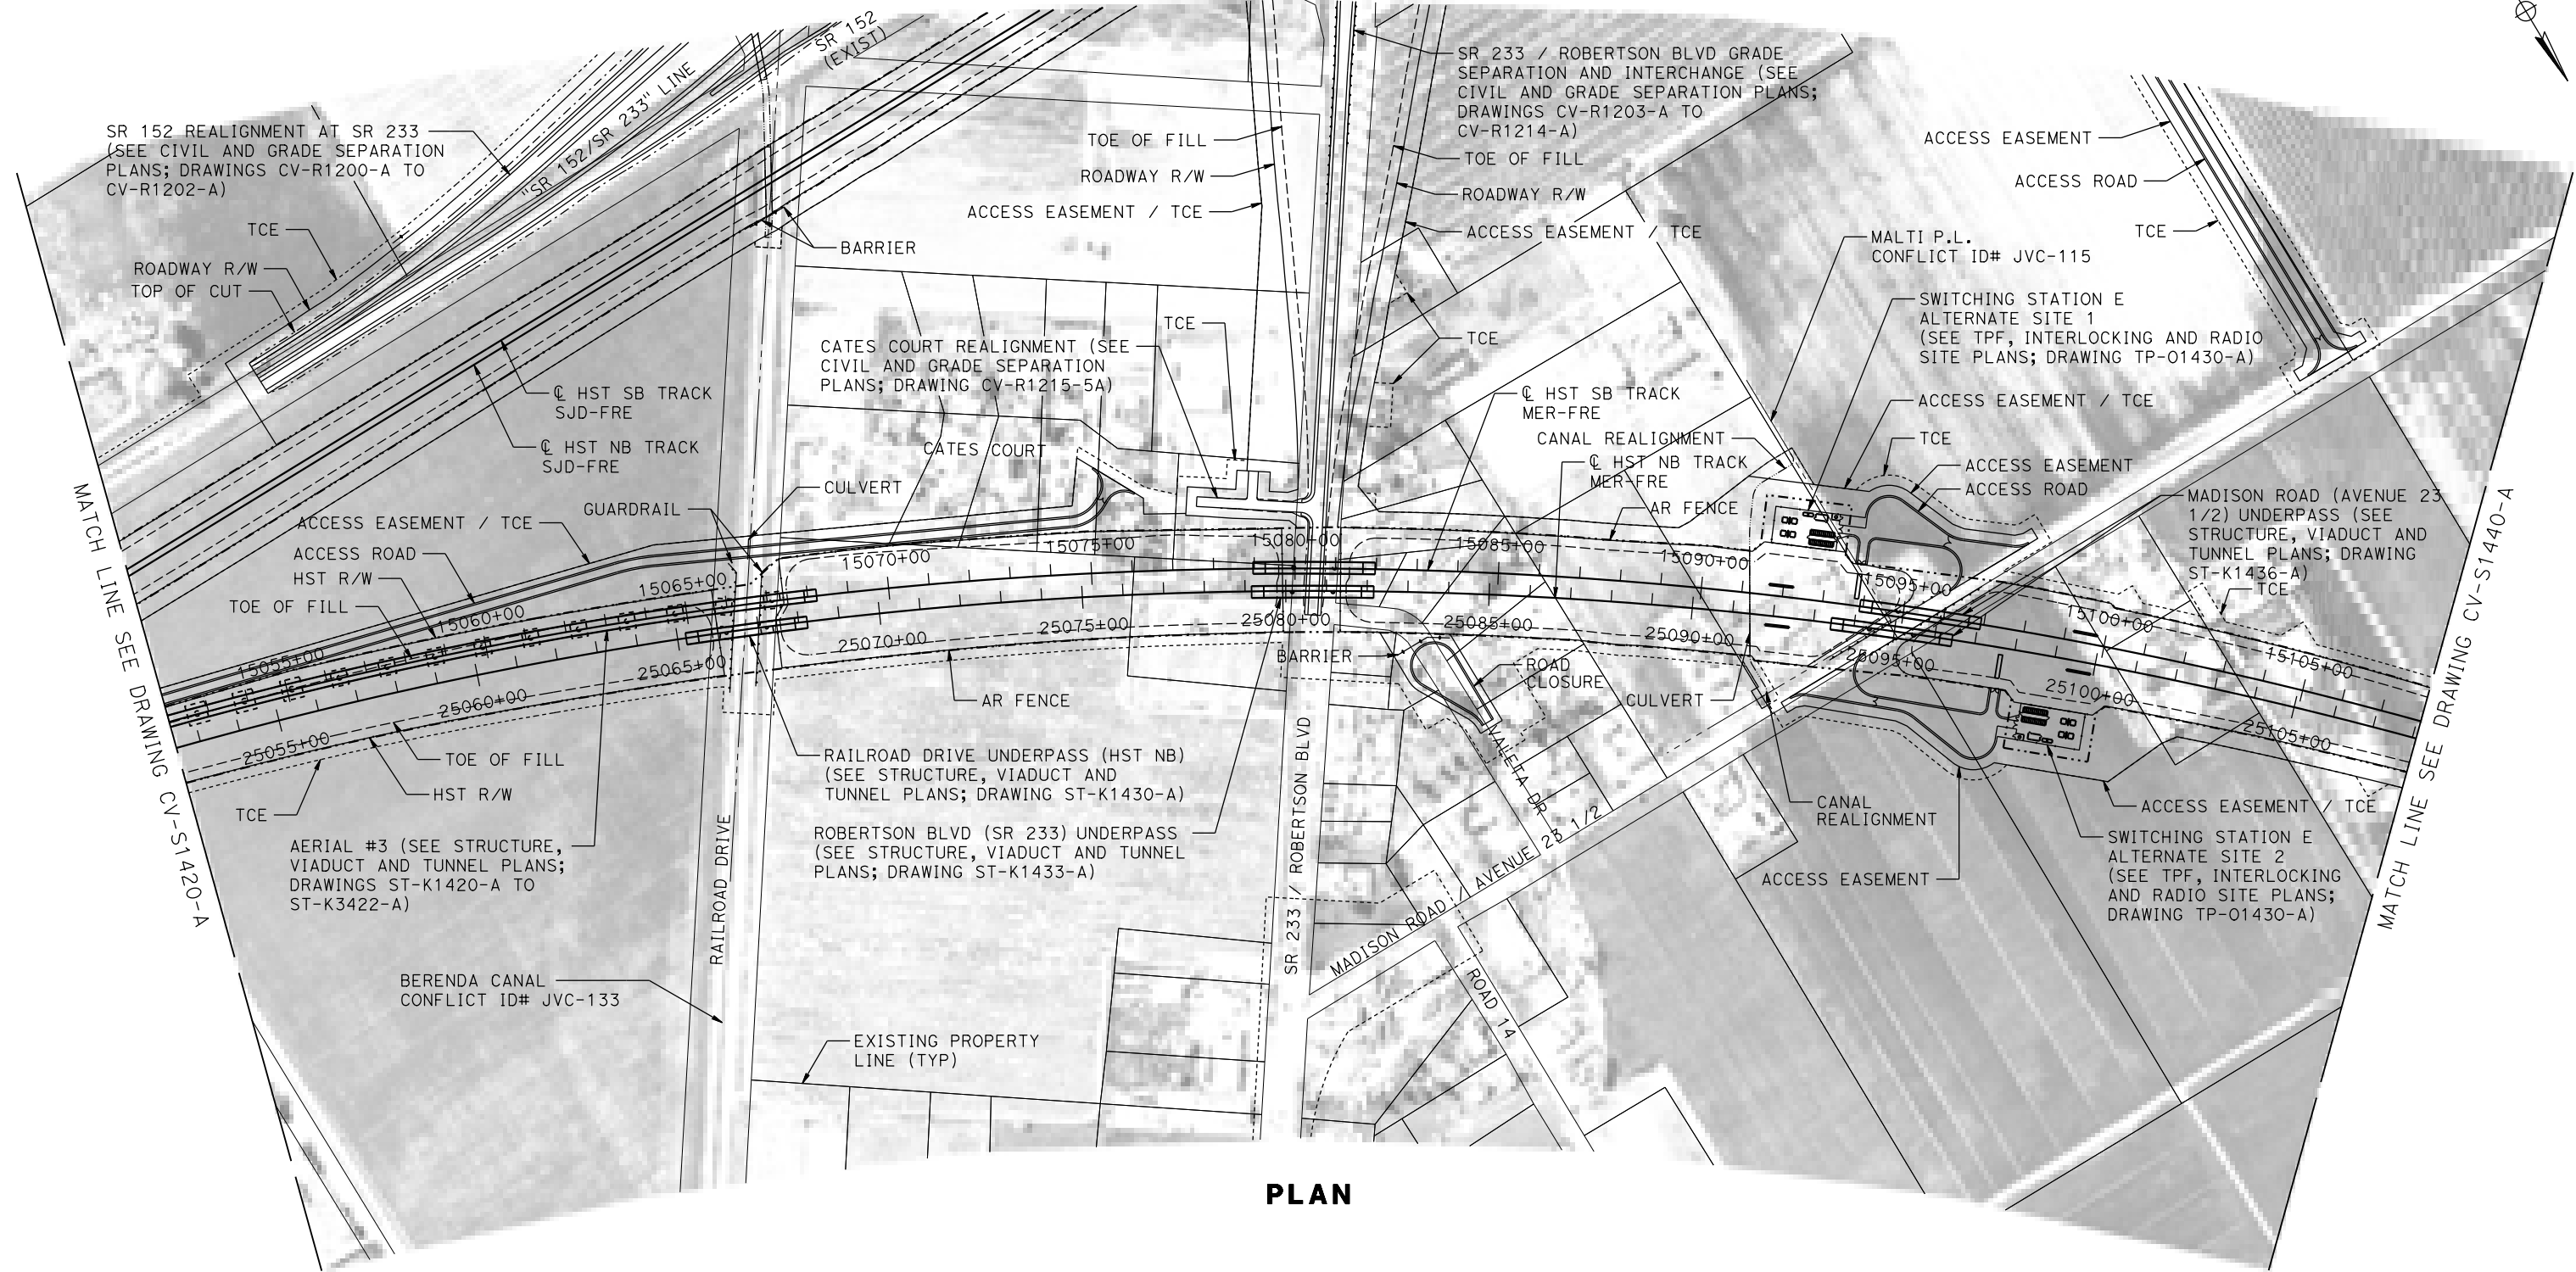 SR 152
(EXIST)
"SR 152/SR 233" LINE
SR 152 REALIGNMENT AT SR 233
(SEE CIVIL AND GRADE SEPARATION
PLANS; DRAWINGS CV-R1200-A TO
CV-R1202-A)
TCE
ROADWAY R/W
TOP OF CUT
SR 233 / ROBERTSON BLVD GRADE
SEPARATION AND INTERCHANGE (SEE
CIVIL AND GRADE SEPARATION PLANS;
DRAWINGS CV-R1203-A TO
CV-R1214-A)
TOE OF FILL
ROADWAY R/W
ACCESS EASEMENT / TCE
TOE OF FILL
ROADWAY R/W
ACCESS EASEMENT / TCE
BARRIER
ACCESS EASEMENT
ACCESS ROAD
TCE
MALTI P.L.
CONFLICT ID# JVC-115
SWITCHING STATION E
ALTERNATE SITE 1
(SEE TPF, INTERLOCKING AND RADIO
SITE PLANS; DRAWING TP-O1430-A)
ACCESS EASEMENT / TCE
TCE
ACCESS EASEMENT
ACCESS ROAD
TCE
TCE
CATES COURT REALIGNMENT (SEE
CIVIL AND GRADE SEPARATION
PLANS; DRAWING CV-R1215-5A)
CATES COURT
℄ HST SB TRACK
SJD-FRE
℄ HST NB TRACK
SJD-FRE
℄ HST SB TRACK
MER-FRE
CANAL REALIGNMENT
℄ HST NB TRACK
MER-FRE
AR FENCE
MADISON ROAD (AVENUE 23
1/2) UNDERPASS (SEE
STRUCTURE, VIADUCT AND
TUNNEL PLANS; DRAWING
ST-K1436-A)
TCE
CULVERT
GUARDRAIL
ACCESS EASEMENT / TCE
ACCESS ROAD
HST R/W
TOE OF FILL
15055+00
15060+00
15065+00
15070+00
15075+00
15080+00
15085+00
15090+00
15095+00
15100+00
15105+00
25055+00
25060+00
25065+00
25070+00
25075+00
25080+00
25085+00
25090+00
25095+00
25100+00
25105+00
MATCH LINE SEE DRAWING CV-S1420-A
MATCH LINE SEE DRAWING CV-S1440-A
BARRIER
ROAD
CLOSURE
CULVERT
AR FENCE
TOE OF FILL
HST R/W
TCE
RAILROAD DRIVE UNDERPASS (HST NB)
(SEE STRUCTURE, VIADUCT AND
TUNNEL PLANS; DRAWING ST-K1430-A)
ROBERTSON BLVD (SR 233) UNDERPASS
(SEE STRUCTURE, VIADUCT AND TUNNEL
PLANS; DRAWING ST-K1433-A)
AERIAL #3 (SEE STRUCTURE,
VIADUCT AND TUNNEL PLANS;
DRAWINGS ST-K1420-A TO
ST-K3422-A)
RAILROAD DRIVE
SR 233 / ROBERTSON BLVD
VALETA DR
MADISON ROAD / AVENUE 23 1/2
ROAD 14
CANAL
REALIGNMENT
ACCESS EASEMENT
ACCESS EASEMENT / TCE
SWITCHING STATION E
ALTERNATE SITE 2
(SEE TPF, INTERLOCKING
AND RADIO SITE PLANS;
DRAWING TP-O1430-A)
BERENDA CANAL
CONFLICT ID# JVC-133
EXISTING PROPERTY
LINE (TYP)
PLAN